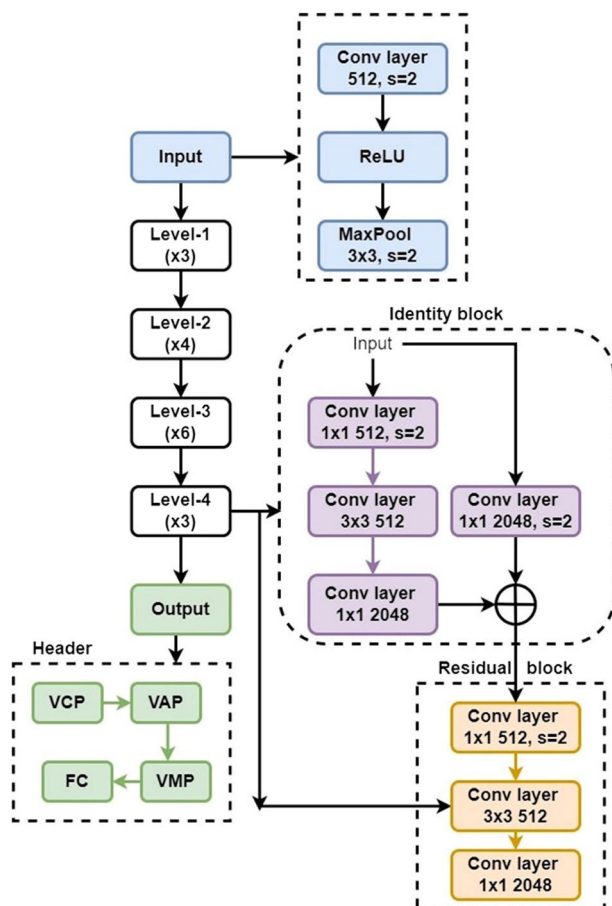 Conv layer
512, s=2
Input
ReLU
Level-1
(x3)
MaxPool
3x3, s=2
Level-2
(x4)
Identity block
Input
Level-3
(x6)
Conv layer
1x1 512, s=2
Level-4
(x3)
Conv layer
3x3 512
Conv layer
1x1 2048, s=2
Output
Conv layer
1x1 2048
Header
Residual block
VCP
VAP
Conv layer
1x1 512, s=2
FC
VMP
Conv layer
3x3 512
Conv layer
1x1 2048